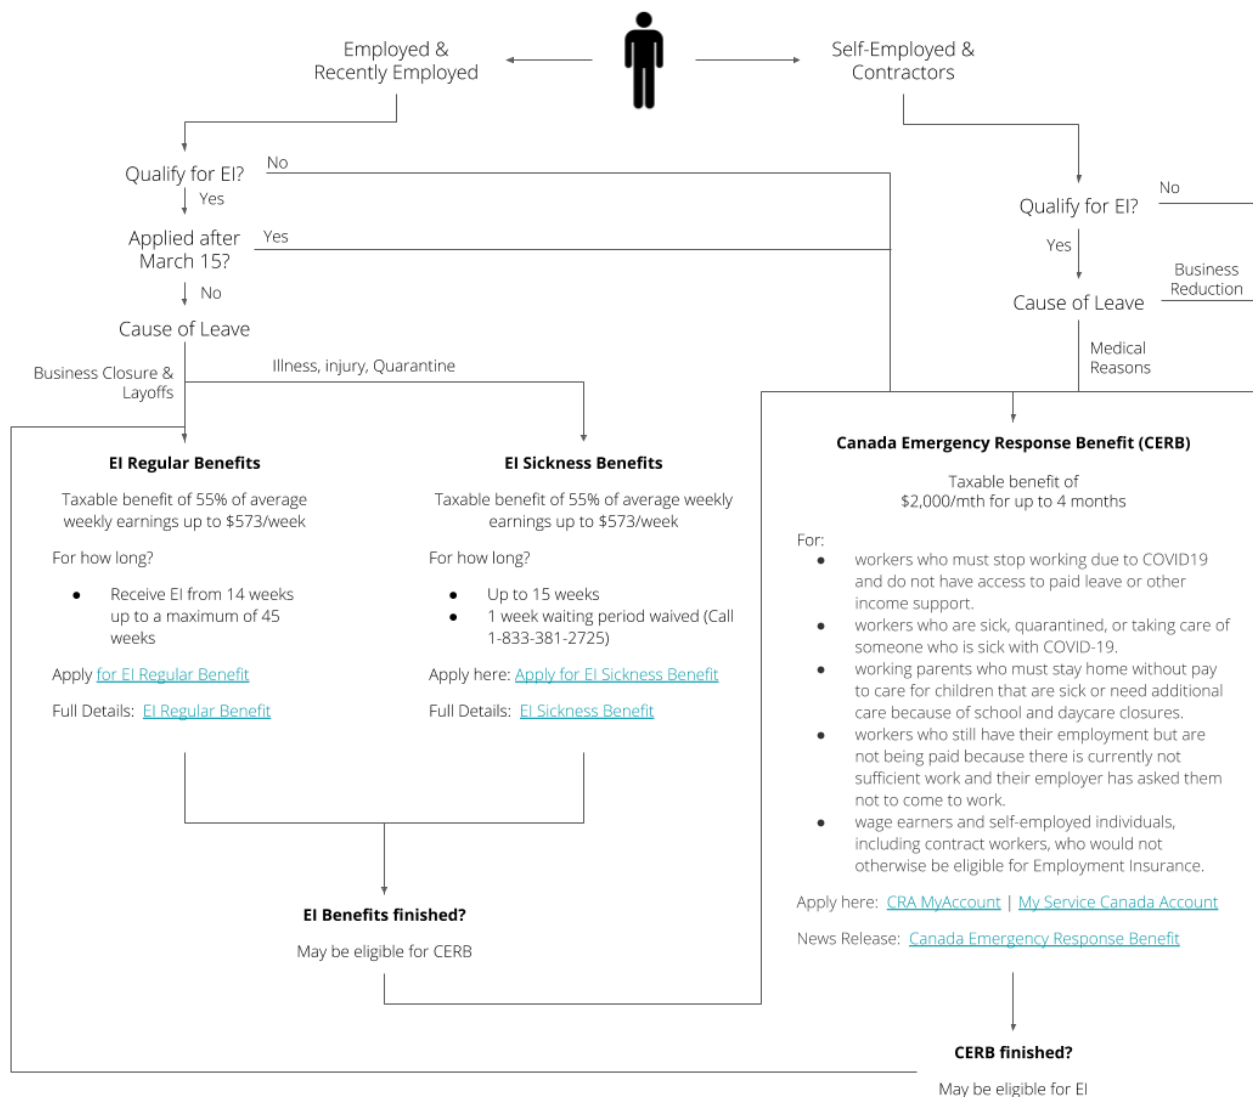 Employed &
Recently Employed
Self-Employed &
Contractors
Qualify for EI?
No
Yes
Applied after
March 15?
Yes
No
Cause of Leave
Business Closure &
Layoffs
Illness, injury, Quarantine
Qualify for EI?
No
Yes
Cause of Leave
Business
Reduction
Medical
Reasons
EI Regular Benefits
Taxable benefit of 55% of average
weekly earnings up to $573/week
For how long?
● Receive EI from 14 weeks
up to a maximum of 45
weeks
Apply for EI Regular Benefit
Full Details: EI Regular Benefit
EI Sickness Benefits
Taxable benefit of 55% of average weekly
earnings up to $573/week
For how long?
● Up to 15 weeks
● 1 week waiting period waived (Call
1-833-381-2725)
Apply here: Apply for EI Sickness Benefit
Full Details: EI Sickness Benefit
EI Benefits finished?
May be eligible for CERB
Canada Emergency Response Benefit (CERB)
Taxable benefit of
$2,000/mth for up to 4 months
For:
● workers who must stop working due to COVID19
and do not have access to paid leave or other
income support.
● workers who are sick, quarantined, or taking care of
someone who is sick with COVID-19.
● working parents who must stay home without pay
to care for children that are sick or need additional
care because of school and daycare closures.
● workers who still have their employment but are
not being paid because there is currently not
sufficient work and their employer has asked them
not to come to work.
● wage earners and self-employed individuals,
including contract workers, who would not
otherwise be eligible for Employment Insurance.
Apply here: CRA MyAccount | My Service Canada Account
News Release: Canada Emergency Response Benefit
CERB finished?
May be eligible for EI